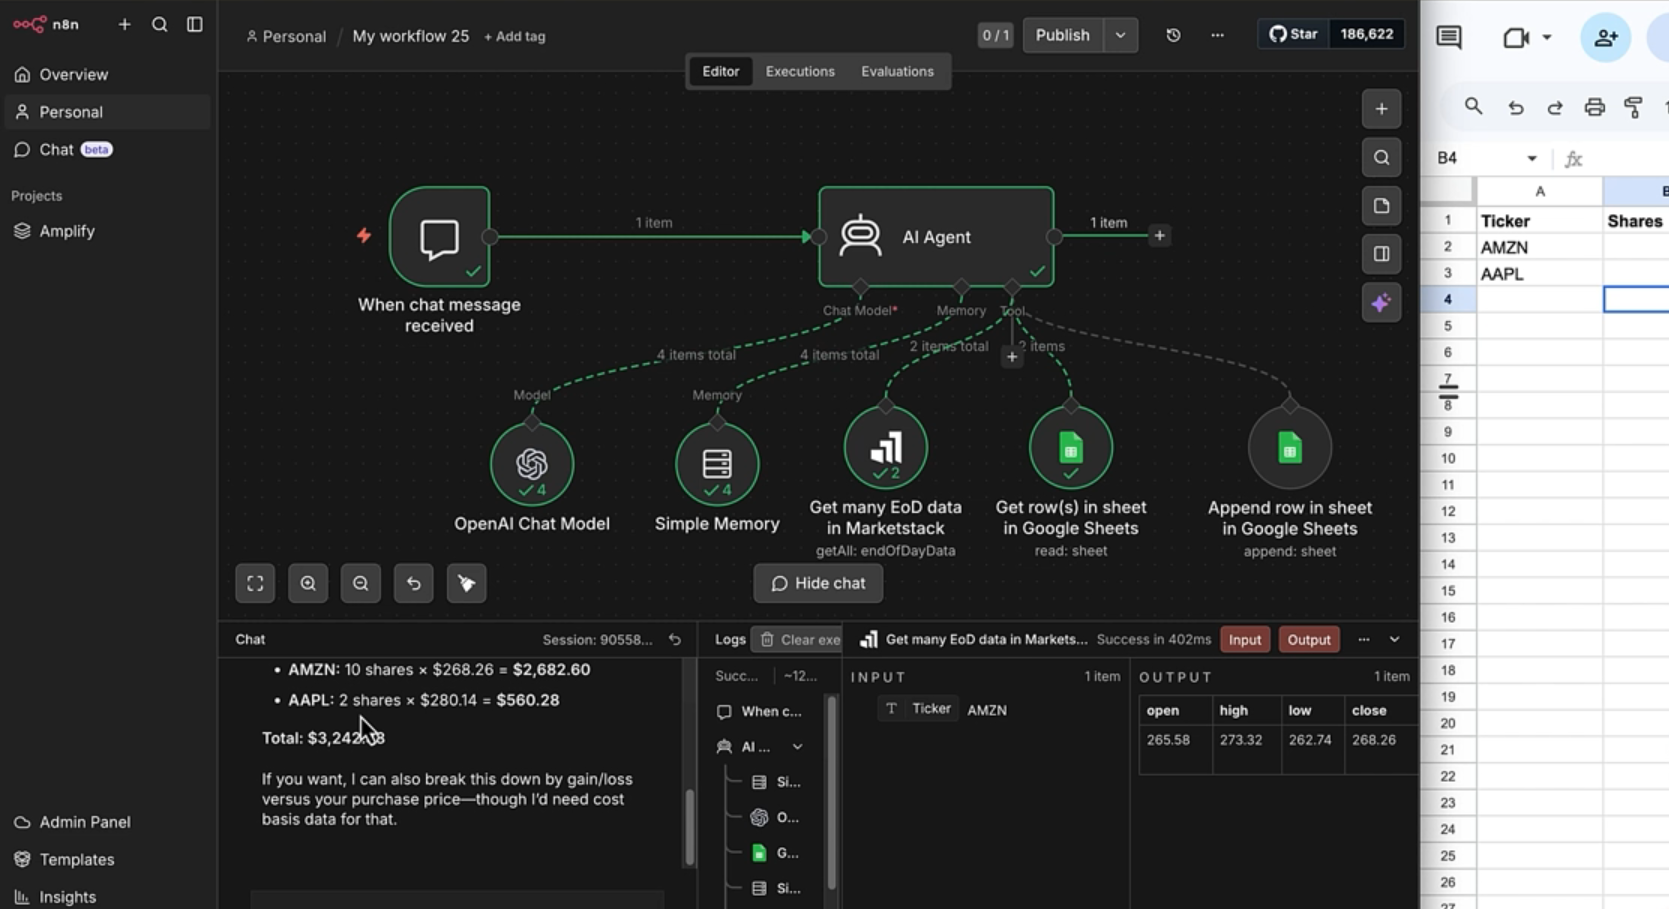 n8n
Overview
Personal
Chat beta
Projects
Amplify
Admin Panel
Templates
Insights
Personal / My workflow 25 + Add tag
0 / 1 Publish
Star 186,622
Editor Executions Evaluations
When chat message
received
1 item
AI Agent
1 item
Chat Model* Memory Tool
4 items total 4 items total 2 items total items
Model Memory
4
OpenAI Chat Model
4
Simple Memory
2
Get many EoD data
in Marketstack
getAll: endOfDayData
Get row(s) in sheet
in Google Sheets
read: sheet
Append row in sheet
in Google Sheets
append: sheet
Hide chat
Chat Session: 90558...
• AMZN: 10 shares × $268.26 = $2,682.60
• AAPL: 2 shares × $280.14 = $560.28
Total:
If you want, I can also break this down by gain/loss
versus your purchase price—though I'd need cost
basis data for that.
Logs Clear exe
Succ... ~12...
When c...
AI ...
Si...
O...
G...
Si...
Get many EoD data in Markets... Success in 402ms Input Output ...
INPUT 1 item
T Ticker AMZN
OUTPUT 1 item
open high low close
265.58 273.32 262.74 268.26
B4 fx
A
1 Ticker Shares
2 AMZN
3 AAPL
4
5
6
7
8
9
10
11
12
13
14
15
16
17
18
19
20
21
22
23
24
25
26
27